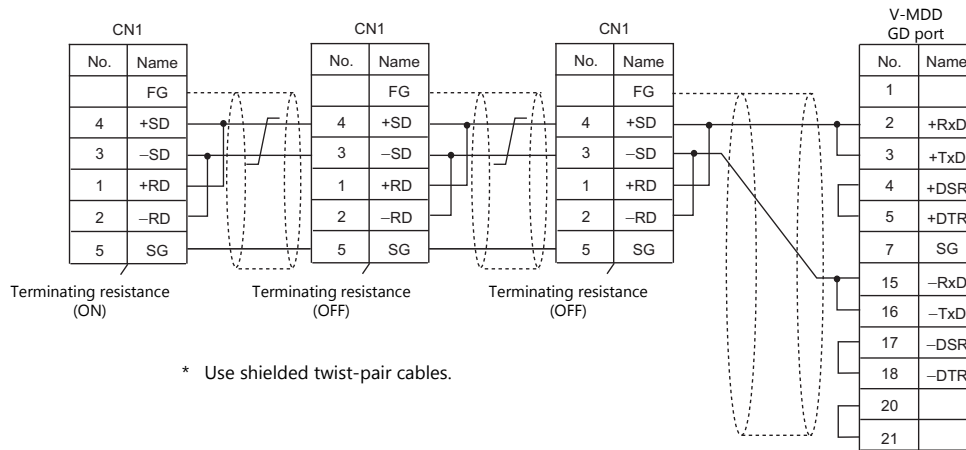 CN1
No. Name
FG
4 +SD
3 –SD
1 +RD
2 –RD
5 SG
Terminating resistance
(ON)
CN1
No. Name
FG
4 +SD
3 –SD
1 +RD
2 –RD
5 SG
Terminating resistance
(OFF)
CN1
No. Name
FG
4 +SD
3 –SD
1 +RD
2 –RD
5 SG
Terminating resistance
(OFF)
V-MDD
GD port
No. Name
1
2 +RxD
3 +TxD
4 +DSR
5 +DTR
7 SG
15 –RxD
16 –TxD
17 –DSR
18 –DTR
20
21
* Use shielded twist-pair cables.